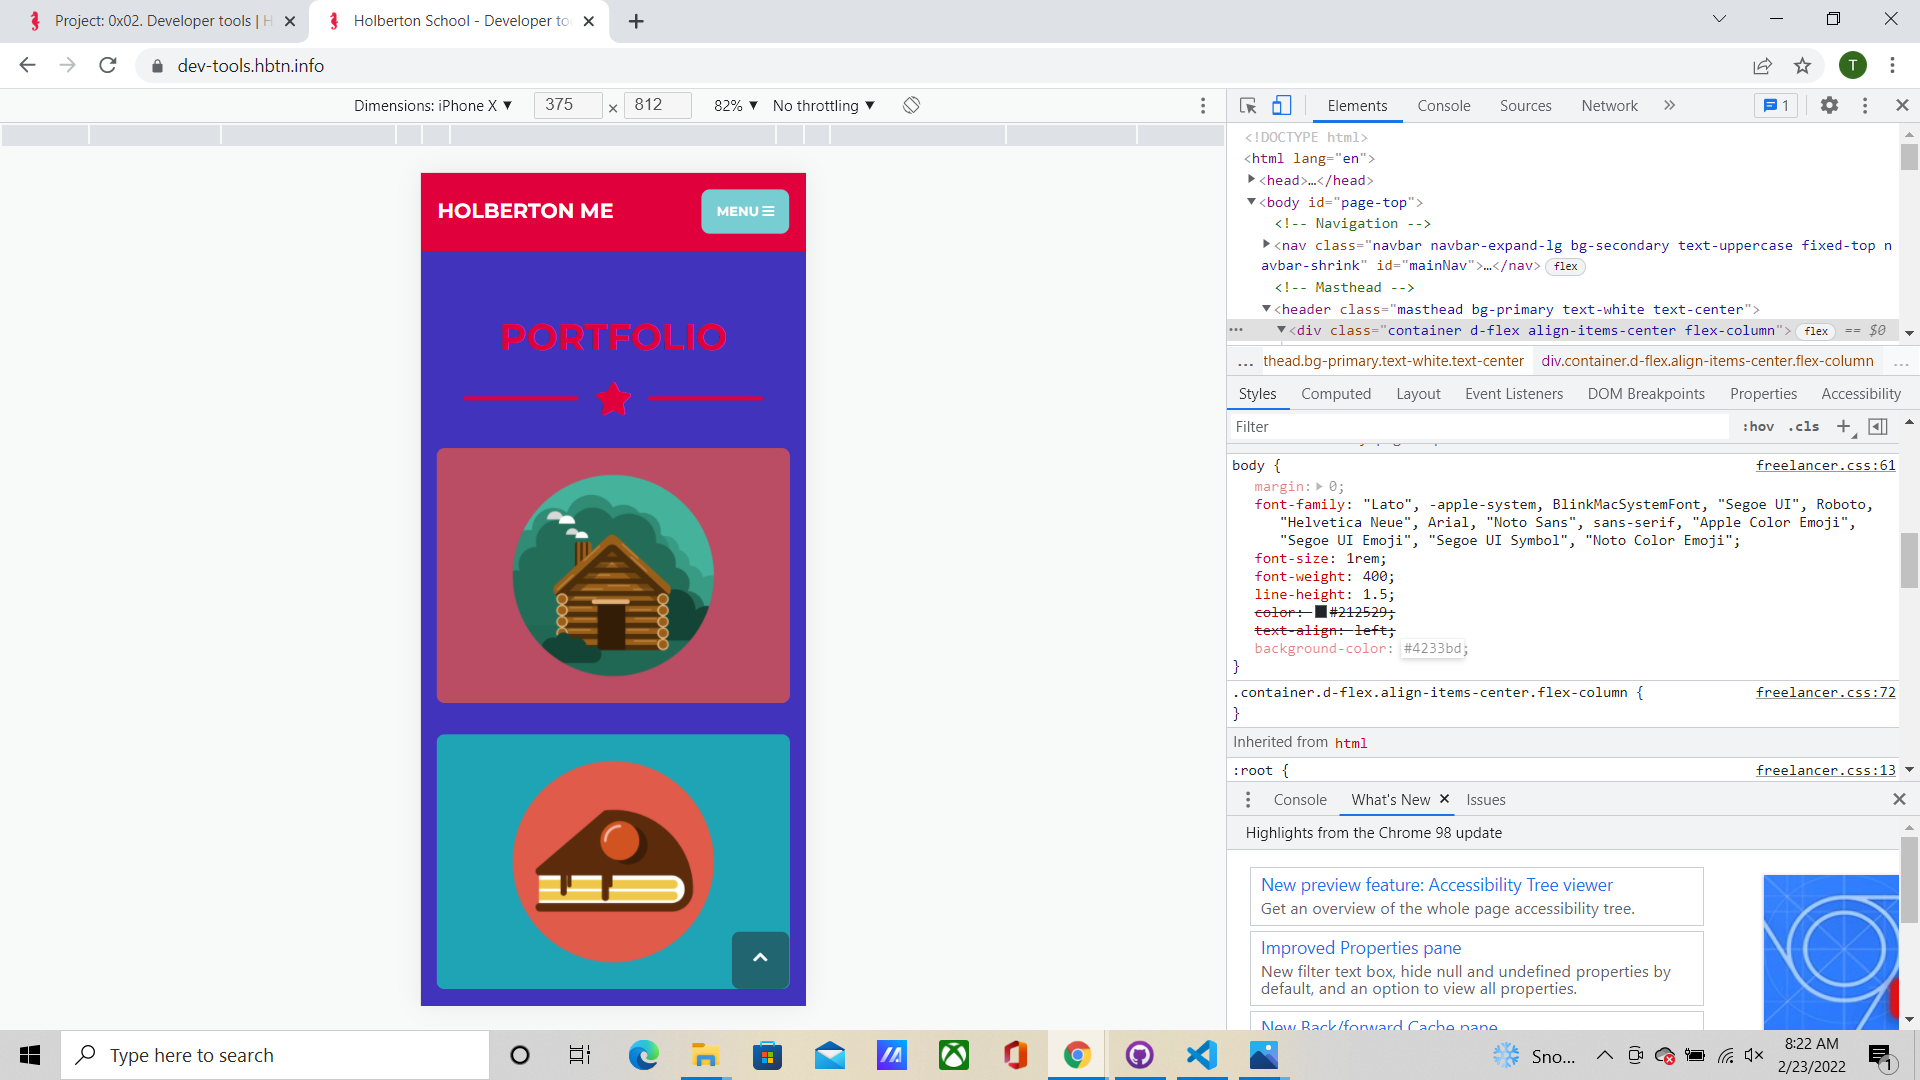 Project: 0x02. Developer tools | H
Holberton School - Developer too
dev-tools.hbtn.info
T
Dimensions: iPhone X ▼ 375 × 812 82% ▼ No throttling ▼
Elements Console Sources Network » 1
HOLBERTON ME
MENU
PORTFOLIO
<!DOCTYPE html>
<html lang="en">
<head>…</head>
<body id="page-top">
<!-- Navigation -->
<nav class="navbar navbar-expand-lg bg-secondary text-uppercase fixed-top n
avbar-shrink" id="mainNav">…</nav> flex
<!-- Masthead -->
<header class="masthead bg-primary text-white text-center">
<div class="container d-flex align-items-center flex-column"> flex == $0
... thead.bg-primary.text-white.text-center div.container.d-flex.align-items-center.flex-column ...
Styles Computed Layout Event Listeners DOM Breakpoints Properties Accessibility
Filter :hov .cls +
body { freelancer.css:61
margin: 0;
font-family: "Lato", -apple-system, BlinkMacSystemFont, "Segoe UI", Roboto,
"Helvetica Neue", Arial, "Noto Sans", sans-serif, "Apple Color Emoji",
"Segoe UI Emoji", "Segoe UI Symbol", "Noto Color Emoji";
font-size: 1rem;
font-weight: 400;
line-height: 1.5;
color: #212529;
text-align: left;
background-color: #4233bd;
}
.container.d-flex.align-items-center.flex-column { freelancer.css:72
}
Inherited from html
:root { freelancer.css:13
Console What's New Issues
Highlights from the Chrome 98 update
New preview feature: Accessibility Tree viewer
Get an overview of the whole page accessibility tree.
Improved Properties pane
New filter text box, hide null and undefined properties by
default, and an option to view all properties.
New Back/forward Cache pane
Type here to search
Sno...
8:22 AM
2/23/2022
1